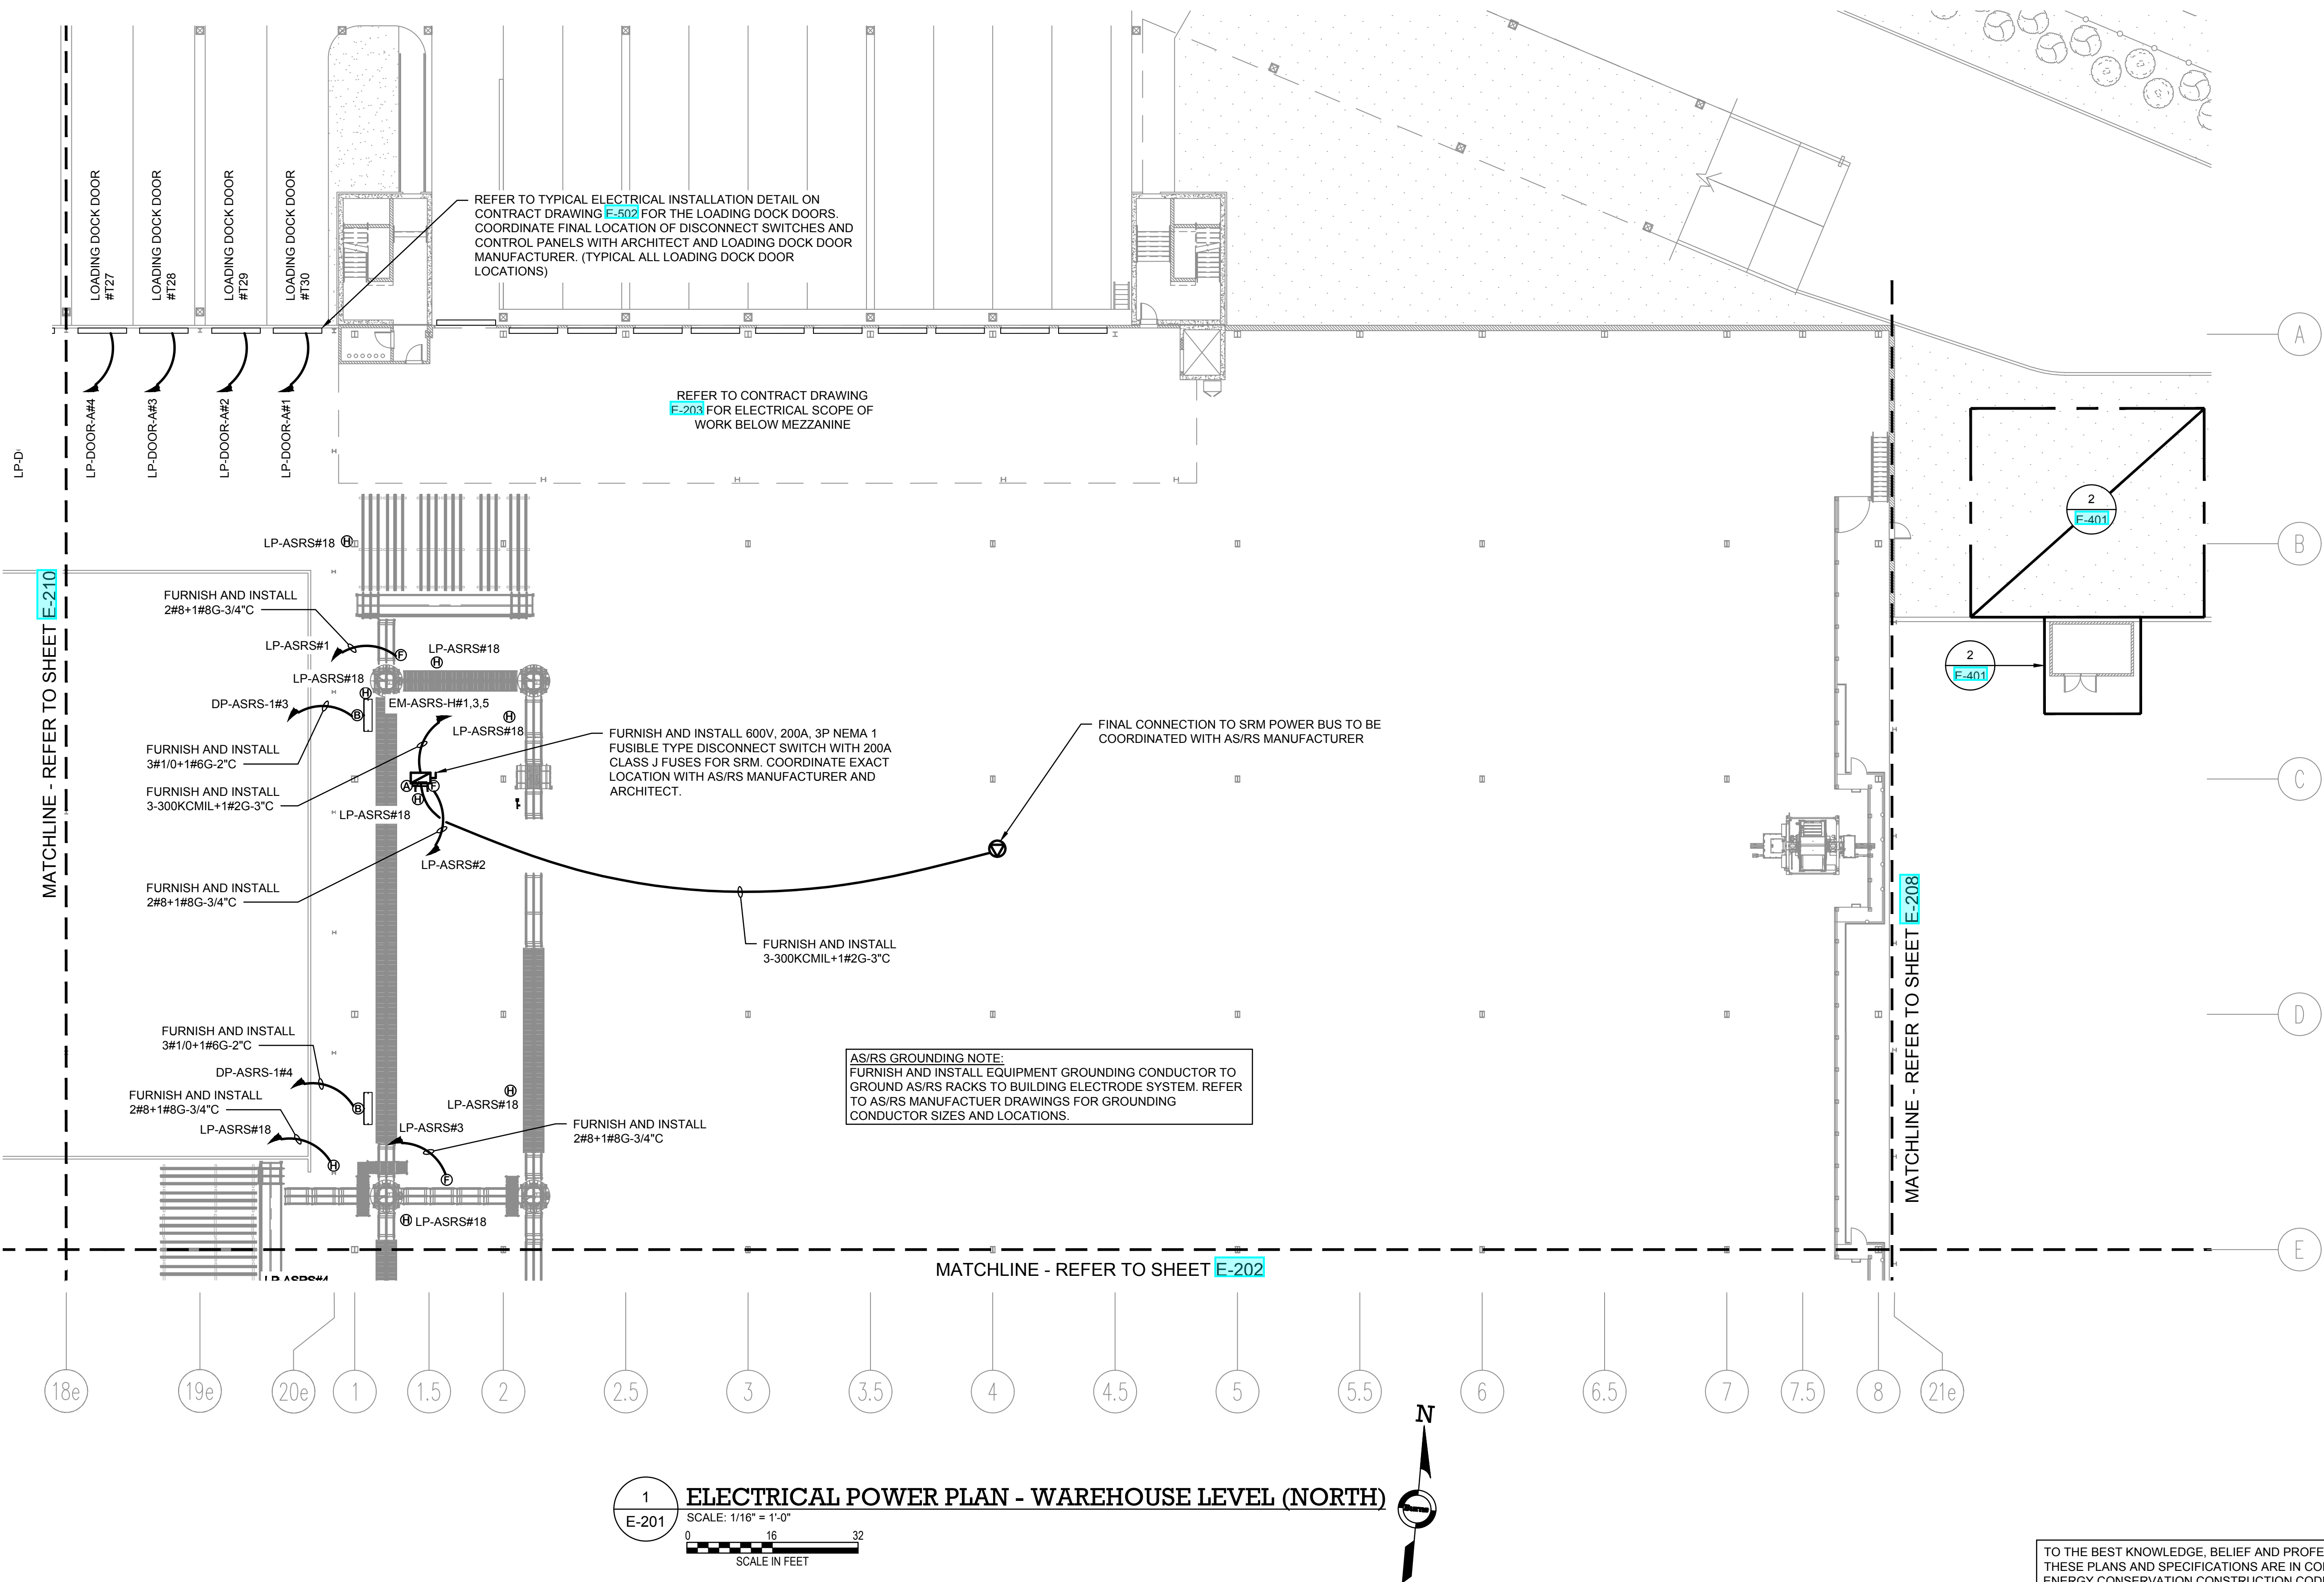 LOADING DOCK DOOR
#T27
LOADING DOCK DOOR
#T28
LOADING DOCK DOOR
#T29
LOADING DOCK DOOR
#T30
REFER TO TYPICAL ELECTRICAL INSTALLATION DETAIL ON
CONTRACT DRAWING E-502 FOR THE LOADING DOCK DOORS.
COORDINATE FINAL LOCATION OF DISCONNECT SWITCHES AND
CONTROL PANELS WITH ARCHITECT AND LOADING DOCK DOOR
MANUFACTURER. (TYPICAL ALL LOADING DOCK DOOR
LOCATIONS)
A
LP-D
LP-DOOR-A#4
LP-DOOR-A#3
LP-DOOR-A#2
LP-DOOR-A#1
REFER TO CONTRACT DRAWING
E-203 FOR ELECTRICAL SCOPE OF
WORK BELOW MEZZANINE
2
E-401
B
LP-ASRS#18 H
MATCHLINE - REFER TO SHEET E-210
FURNISH AND INSTALL
2#8+1#8G-3/4"C
LP-ASRS#1
F
LP-ASRS#18
H
2
E-401
LP-ASRS#18
H
DP-ASRS-1#3
B
EM-ASRS-H#1,3,5
H
LP-ASRS#18
FURNISH AND INSTALL
3#1/0+1#6G-2"C
FURNISH AND INSTALL 600V, 200A, 3P NEMA 1
FUSIBLE TYPE DISCONNECT SWITCH WITH 200A
CLASS J FUSES FOR SRM. COORDINATE EXACT
LOCATION WITH AS/RS MANUFACTURER AND
ARCHITECT.
FINAL CONNECTION TO SRM POWER BUS TO BE
COORDINATED WITH AS/RS MANUFACTURER
C
FURNISH AND INSTALL
3-300KCMIL+1#2G-3"C
A
F
H
LP-ASRS#18
LP-ASRS#2
FURNISH AND INSTALL
2#8+1#8G-3/4"C
FURNISH AND INSTALL
3-300KCMIL+1#2G-3"C
MATCHLINE - REFER TO SHEET E-208
D
FURNISH AND INSTALL
3#1/0+1#6G-2"C
DP-ASRS-1#4
B
AS/RS GROUNDING NOTE:
FURNISH AND INSTALL EQUIPMENT GROUNDING CONDUCTOR TO
GROUND AS/RS RACKS TO BUILDING ELECTRODE SYSTEM. REFER
TO AS/RS MANUFACTUER DRAWINGS FOR GROUNDING
CONDUCTOR SIZES AND LOCATIONS.
FURNISH AND INSTALL
2#8+1#8G-3/4"C
LP-ASRS#18
H
H
LP-ASRS#18
LP-ASRS#3
F
FURNISH AND INSTALL
2#8+1#8G-3/4"C
H LP-ASRS#18
E
LP-ASRS#4
MATCHLINE - REFER TO SHEET E-202
18e 19e 20e 1 1.5 2 2.5 3 3.5 4 4.5 5 5.5 6 6.5 7 7.5 8 21e
N
Burns
1
E-201
ELECTRICAL POWER PLAN - WAREHOUSE LEVEL (NORTH)
SCALE: 1/16" = 1'-0"
0 16 32
SCALE IN FEET
TO THE BEST KNOWLEDGE, BELIEF AND PROFE
THESE PLANS AND SPECIFICATIONS ARE IN CO
ENERGY CONSERVATION CONSTRUCTION COD